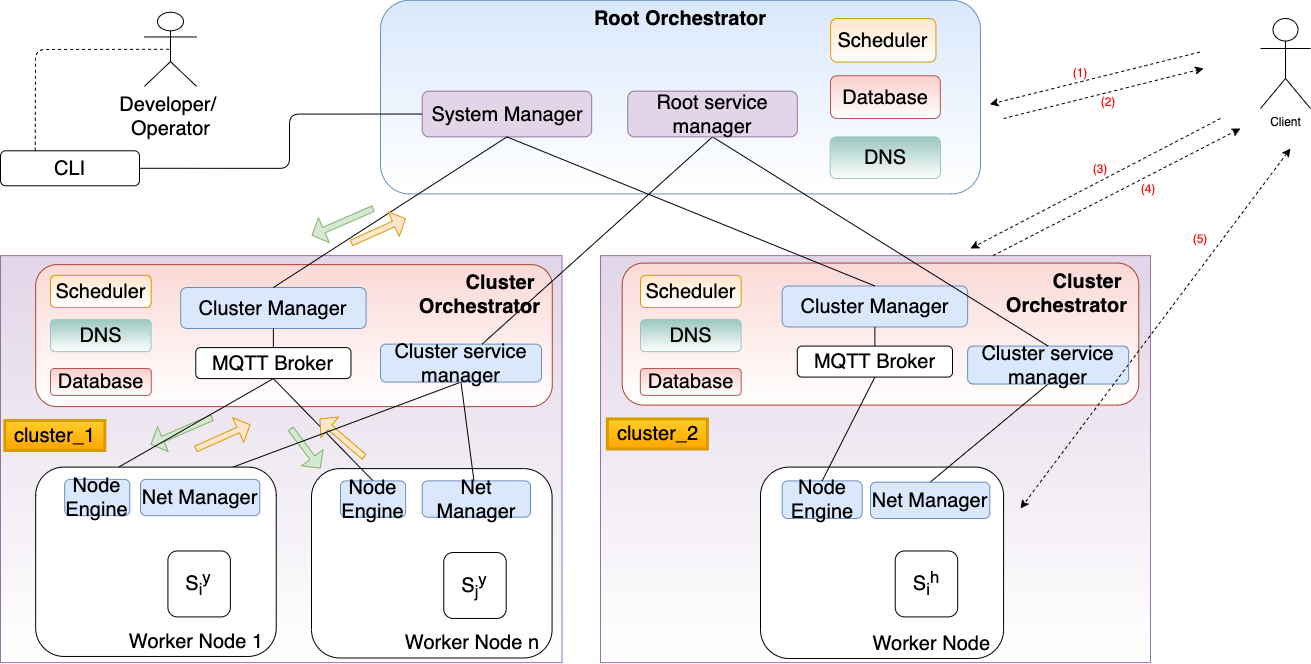 Root Orchestrator
Scheduler
Database
DNS
System Manager
Root service
manager
Developer/
Operator
CLI
Client
(1)
(2)
(3)
(4)
(5)
Cluster
Orchestrator
Scheduler
DNS
Database
Cluster Manager
MQTT Broker
Cluster service
manager
cluster_1
Node
Engine
Net Manager
Sᵢʸ
Worker Node 1
Node
Engine
Net
Manager
Sⱼʸ
Worker Node n
Cluster
Orchestrator
Scheduler
DNS
Database
Cluster Manager
MQTT Broker
Cluster service
manager
cluster_2
Node
Engine
Net Manager
Sᵢʰ
Worker Node